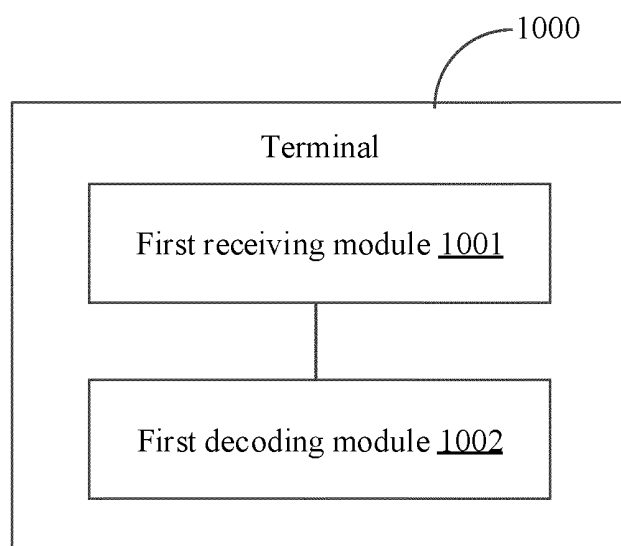 1000
Terminal
First receiving module 1001
First decoding module 1002